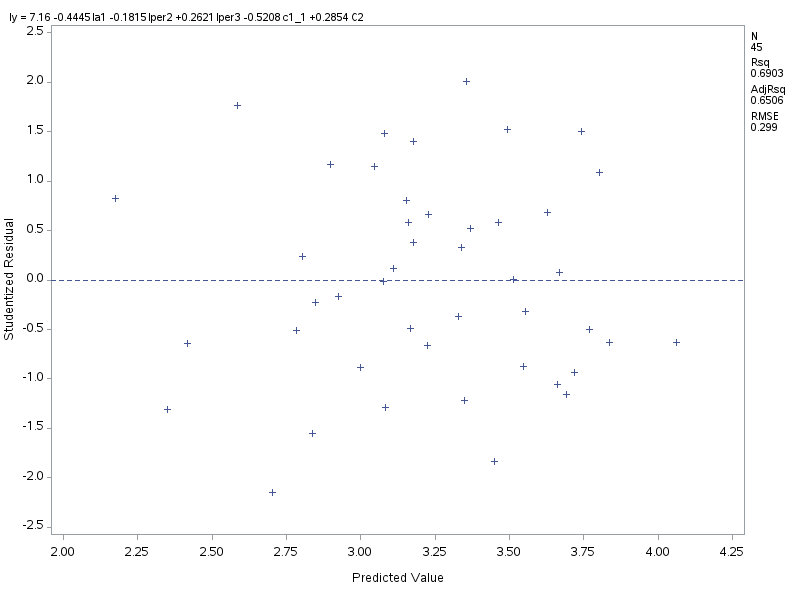 ly = 7.16 -0.4445 la1 -0.1815 lper2 +0.2621 lper3 -0.5208 c1_1 +0.2854 C2
N
45
Rsq
0.6903
AdjRsq
0.6506
RMSE
0.299
Studentized Residual
2.5
2.0
1.5
1.0
0.5
0.0
-0.5
-1.0
-1.5
-2.0
-2.5
2.00 2.25 2.50 2.75 3.00 3.25 3.50 3.75 4.00 4.25
Predicted Value